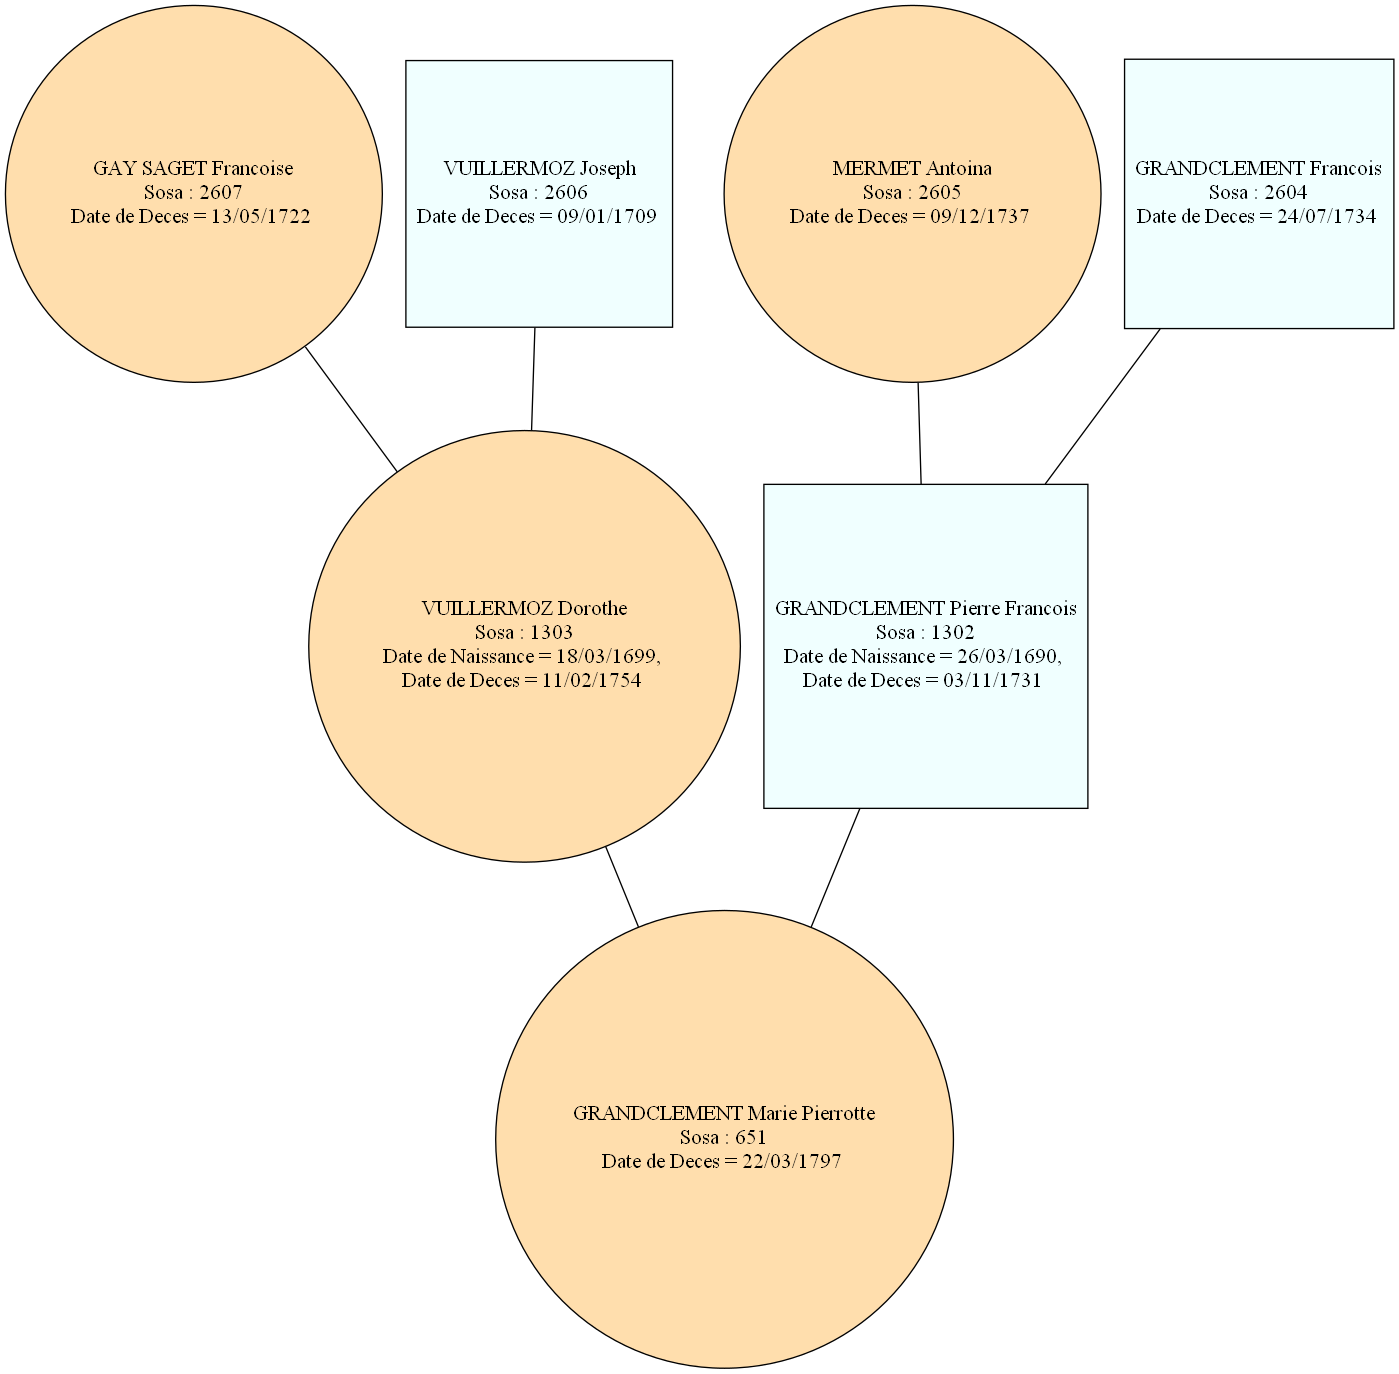 GAY SAGET Francoise
Sosa : 2607
Date de Deces = 13/05/1722
VUILLERMOZ Joseph
Sosa : 2606
Date de Deces = 09/01/1709
MERMET Antoina
Sosa : 2605
Date de Deces = 09/12/1737
GRANDCLEMENT Francois
Sosa : 2604
Date de Deces = 24/07/1734
VUILLERMOZ Dorothe
Sosa : 1303
Date de Naissance = 18/03/1699,
Date de Deces = 11/02/1754
GRANDCLEMENT Pierre Francois
Sosa : 1302
Date de Naissance = 26/03/1690,
Date de Deces = 03/11/1731
GRANDCLEMENT Marie Pierrotte
Sosa : 651
Date de Deces = 22/03/1797